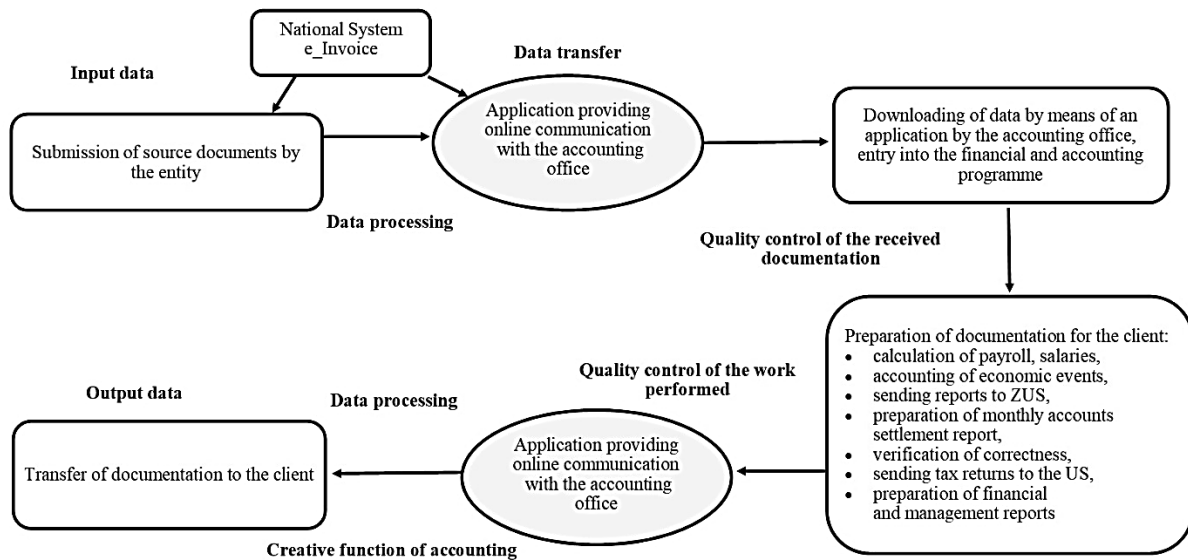 National System
e_Invoice
Data transfer
Input data
Submission of source documents by
the entity
Application providing
online communication
with the accounting
office
Downloading of data by means of an
application by the accounting office,
entry into the financial and accounting
programme
Data processing
Quality control of the received
documentation
Preparation of documentation for the client:
• calculation of payroll, salaries,
• accounting of economic events,
• sending reports to ZUS,
• preparation of monthly accounts
settlement report,
• verification of correctness,
• sending tax returns to the US,
• preparation of financial
and management reports
Quality control of the work
performed
Output data
Data processing
Application providing
online communication
with the accounting
office
Transfer of documentation to the client
Creative function of accounting